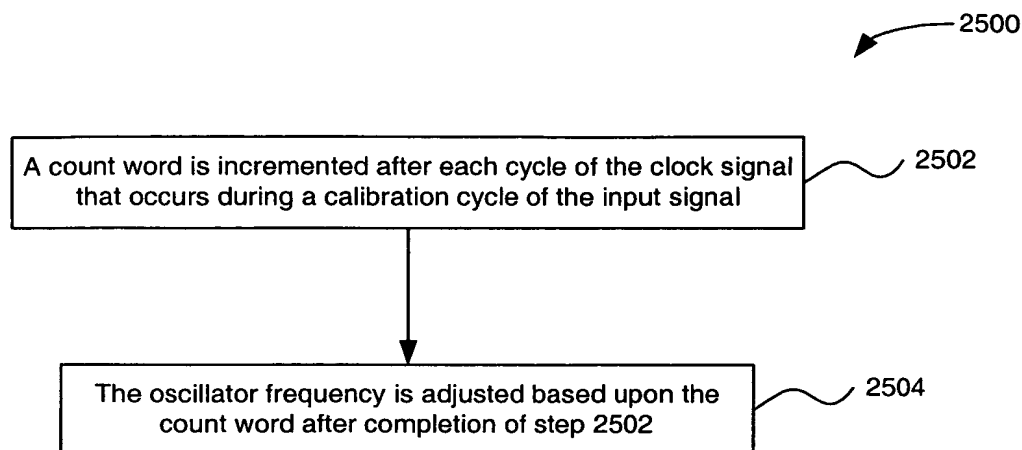 2500
A count word is incremented after each cycle of the clock signal
that occurs during a calibration cycle of the input signal
2502
The oscillator frequency is adjusted based upon the
count word after completion of step 2502
2504